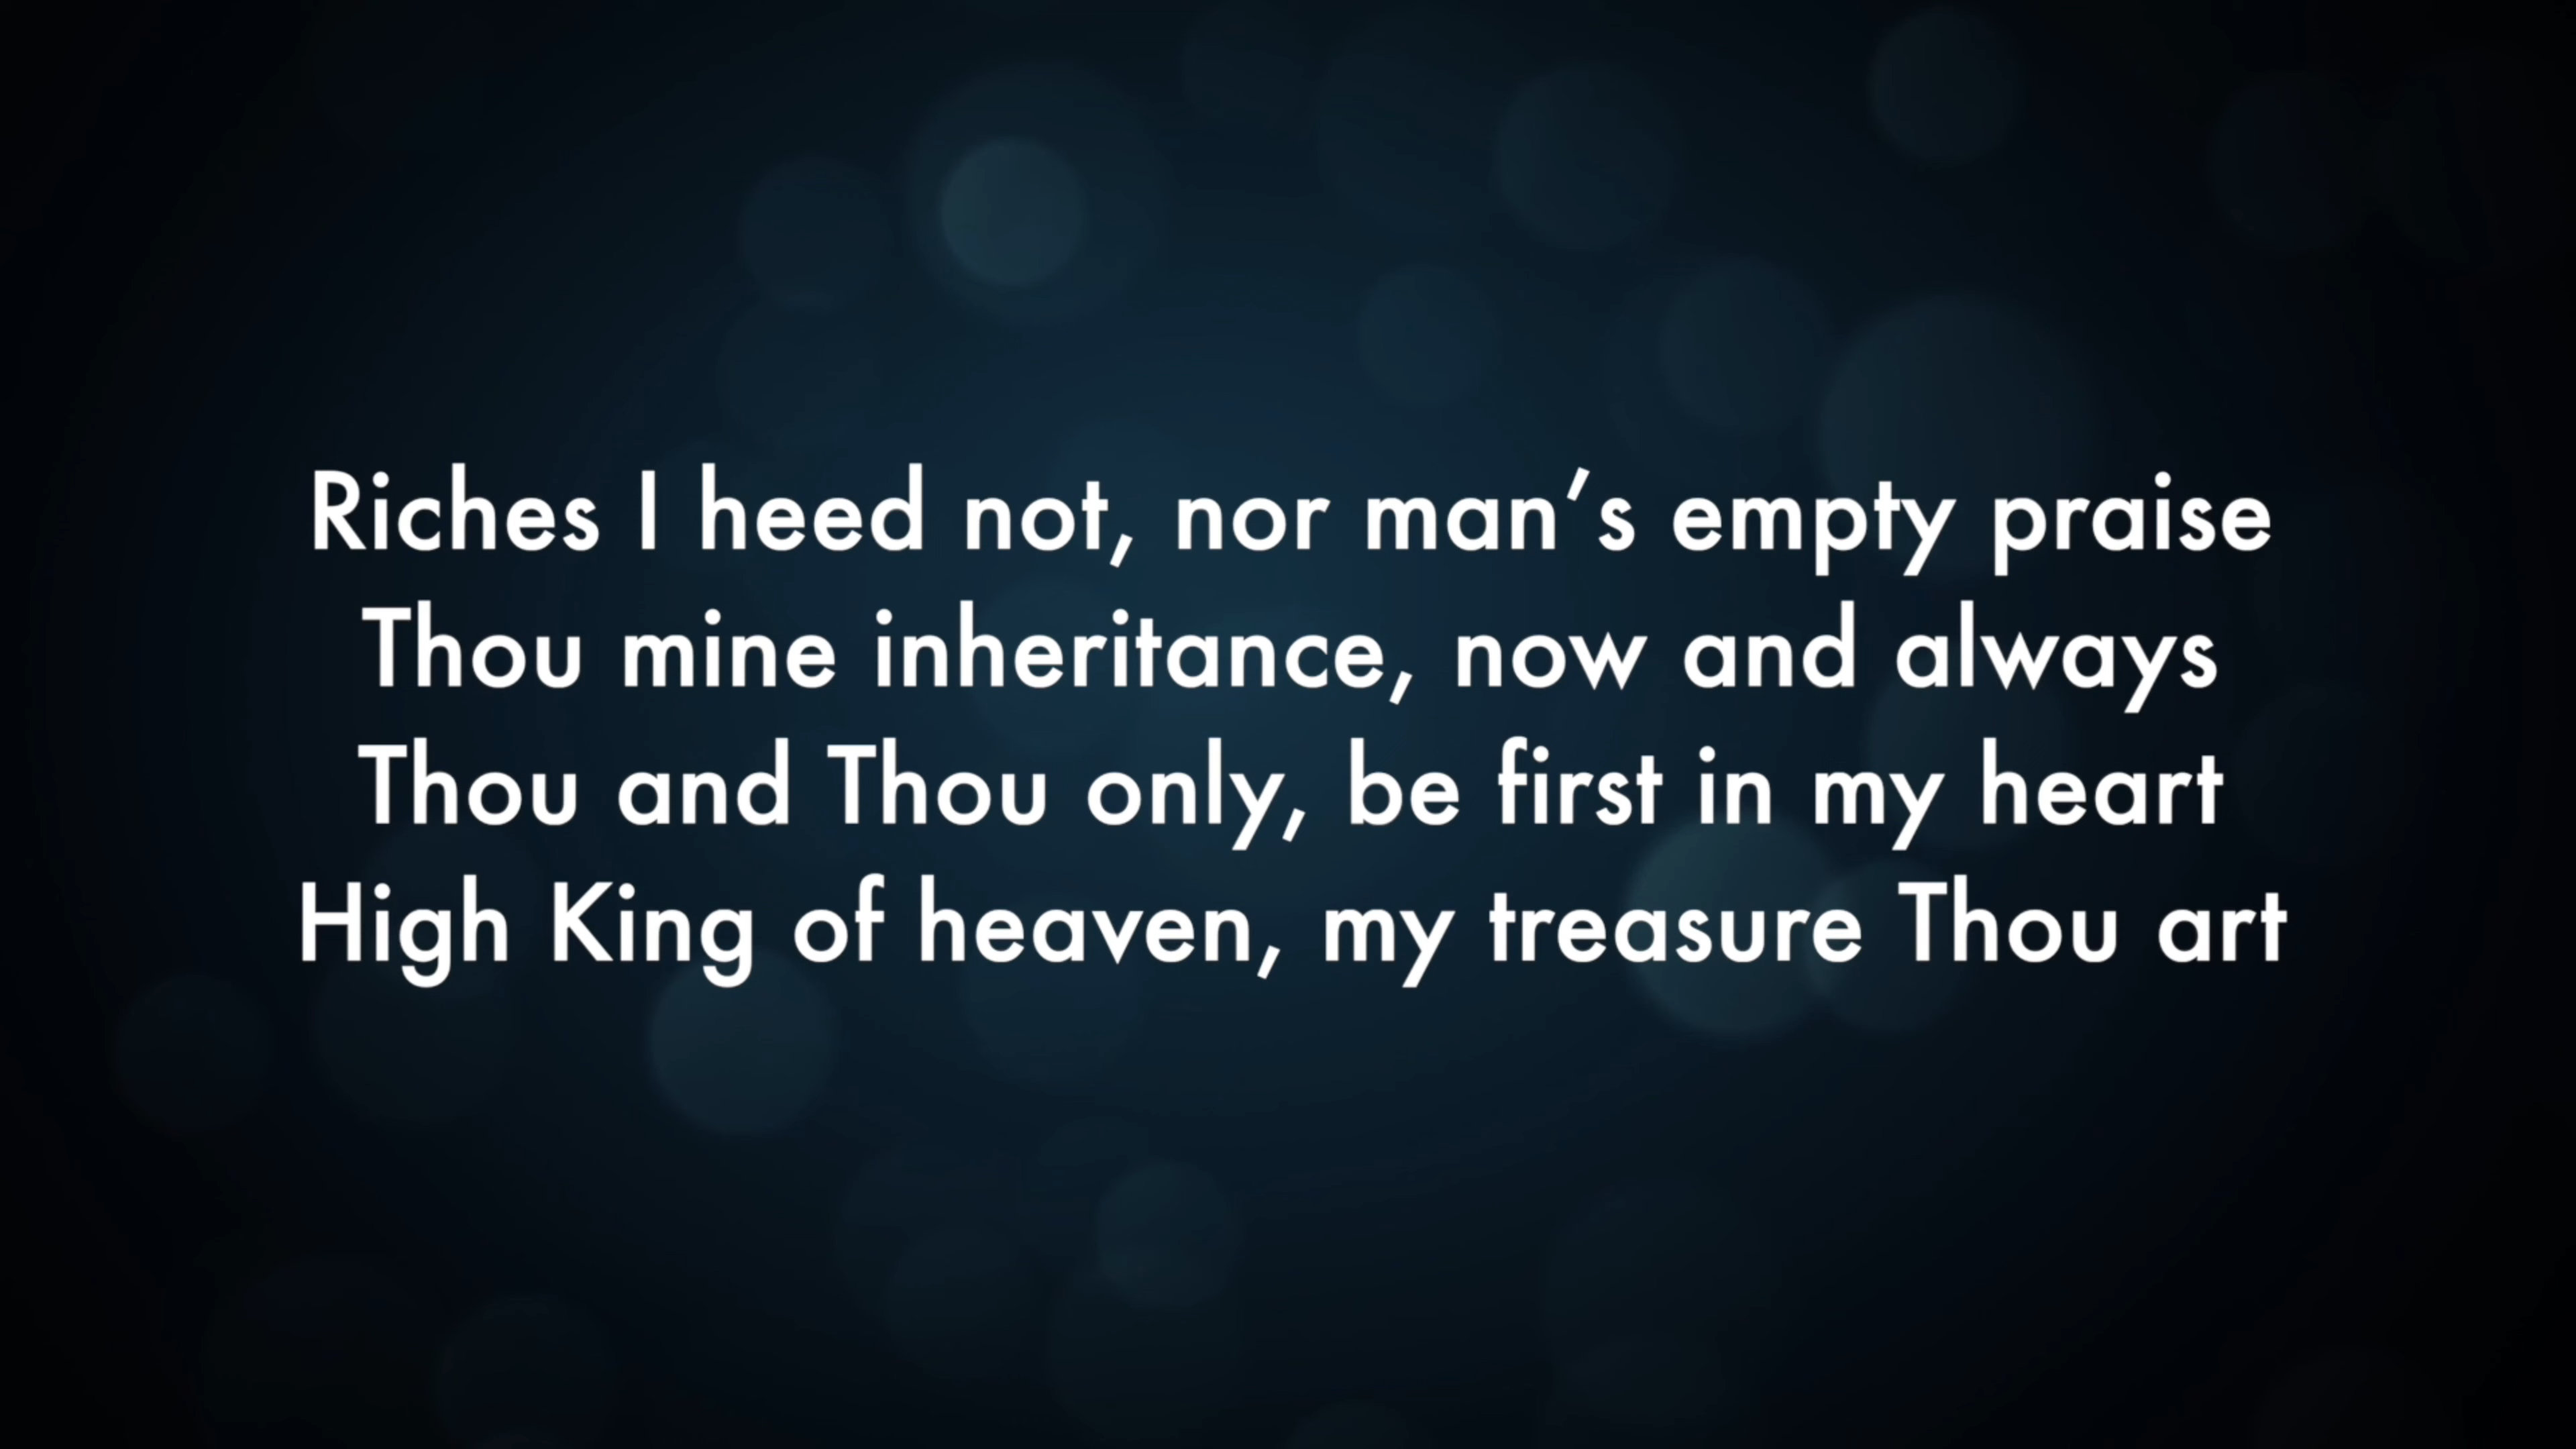 Riches I heed not, nor man’s empty praise
Thou mine inheritance, now and always
Thou and Thou only, be first in my heart
High King of heaven, my treasure Thou art